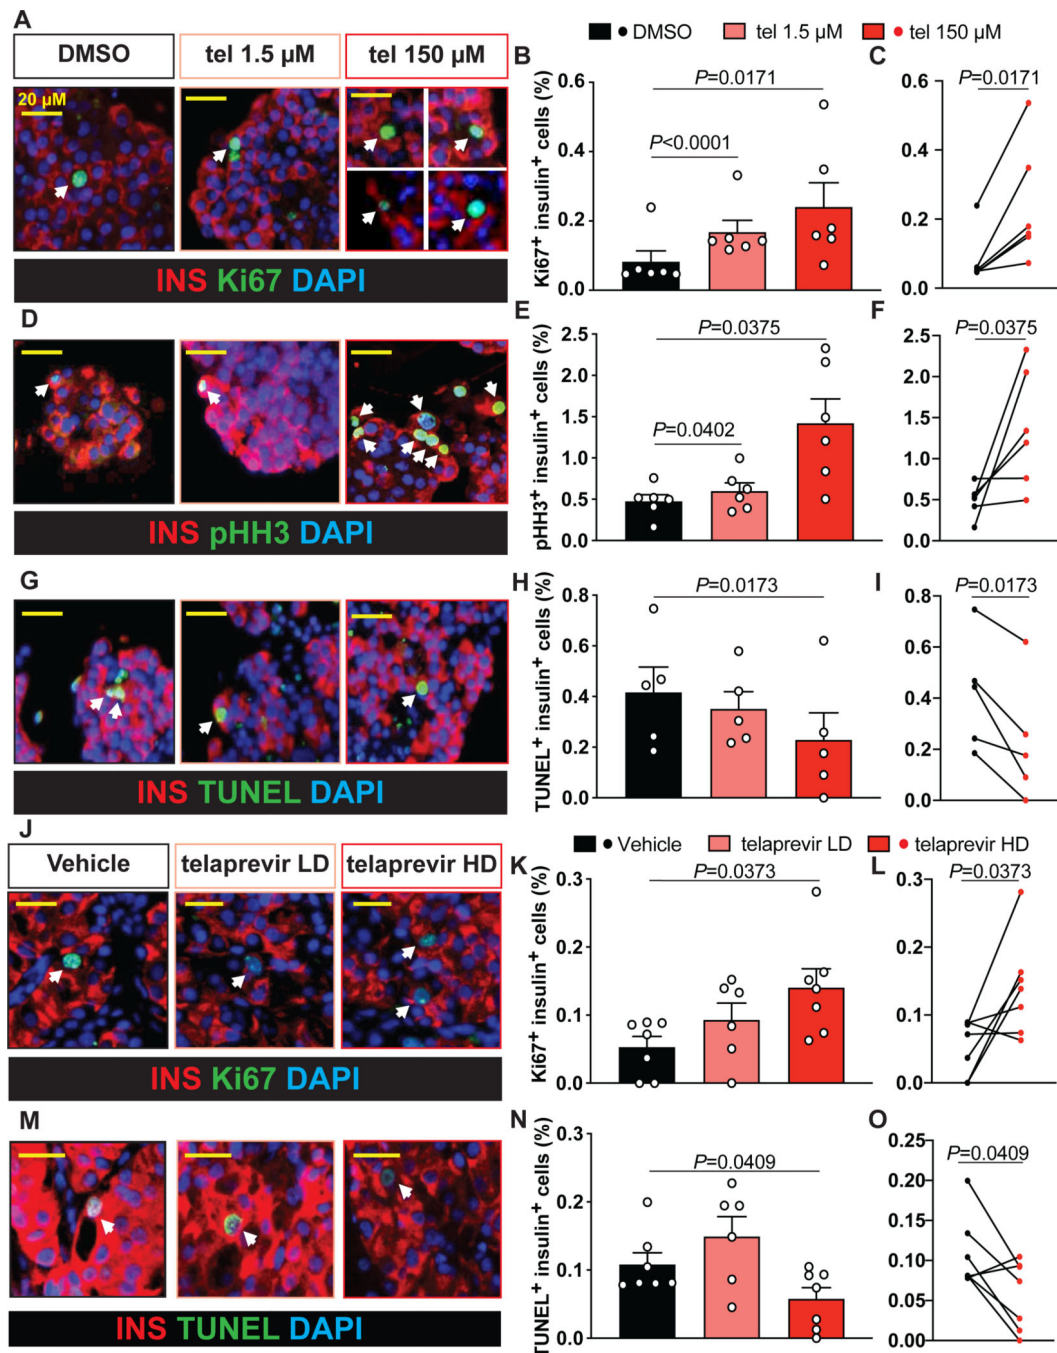 A
DMSO
tel 1.5 µM
tel 150 µM
20 µM
INS Ki67 DAPI
DMSO
tel 1.5 µM
tel 150 µM
B
Ki67+ insulin+ cells (%)
0.6
0.4
0.2
0.0
P=0.0171
P<0.0001
C
0.6
0.4
0.2
0.0
P=0.0171
D
INS pHH3 DAPI
E
pHH3+ insulin+ cells (%)
2.5
2.0
1.5
1.0
0.5
0.0
P=0.0375
P=0.0402
F
2.5
2.0
1.5
1.0
0.5
0.0
P=0.0375
G
INS TUNEL DAPI
H
TUNEL+ insulin+ cells (%)
0.8
0.6
0.4
0.2
0.0
P=0.0173
I
0.8
0.6
0.4
0.2
0.0
P=0.0173
J
Vehicle
telaprevir LD
telaprevir HD
INS Ki67 DAPI
Vehicle
telaprevir LD
telaprevir HD
K
Ki67+ insulin+ cells (%)
0.3
0.2
0.1
0.0
P=0.0373
L
0.3
0.2
0.1
0.0
P=0.0373
M
INS TUNEL DAPI
N
TUNEL+ insulin+ cells (%)
0.3
0.2
0.1
0.0
P=0.0409
O
0.25
0.20
0.15
0.10
0.05
0.00
P=0.0409